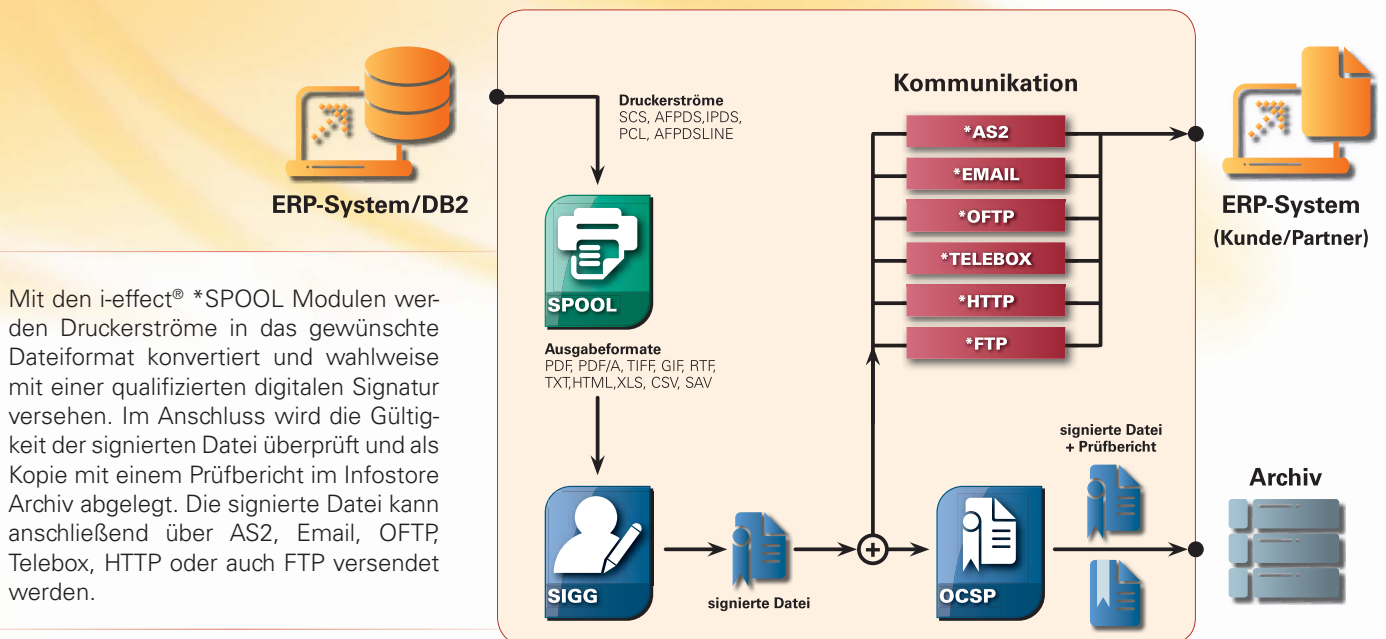 ERP-System/DB2
Mit den i-effect® *SPOOL Modulen wer-
den Druckerströme in das gewünschte
Dateiformat konvertiert und wahlweise
mit einer qualifizierten digitalen Signatur
versehen. Im Anschluss wird die Gültig-
keit der signierten Datei überprüft und als
Kopie mit einem Prüfbericht im Infostore
Archiv abgelegt. Die signierte Datei kann
anschließend über AS2, Email, OFTP,
Telebox, HTTP oder auch FTP versendet
werden.
Druckerströme
SCS, AFPDS,IPDS,
PCL, AFPDSLINE
SPOOL
Ausgabeformate
PDF, PDF/A, TIFF, GIF, RTF,
TXT,HTML,XLS, CSV, SAV
SIGG
signierte Datei
Kommunikation
*AS2
*EMAIL
*OFTP
*TELEBOX
*HTTP
*FTP
OCSP
signierte Datei
+ Prüfbericht
ERP-System
(Kunde/Partner)
Archiv